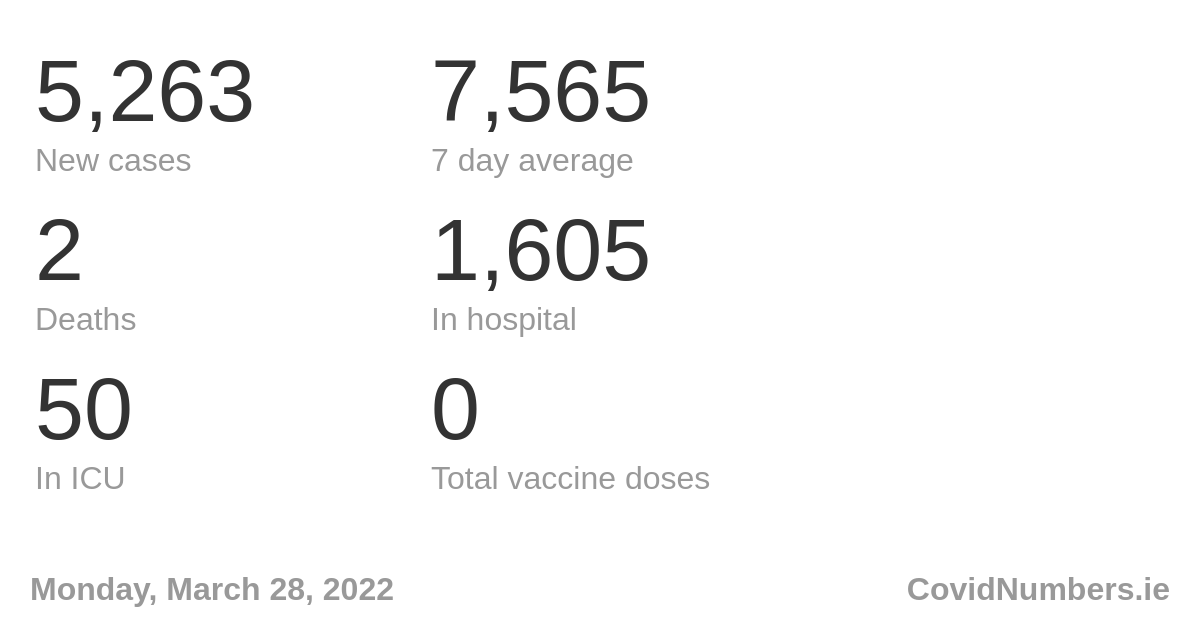 5,263
New cases
7,565
7 day average
2
Deaths
1,605
In hospital
50
In ICU
0
Total vaccine doses
Monday, March 28, 2022
CovidNumbers.ie